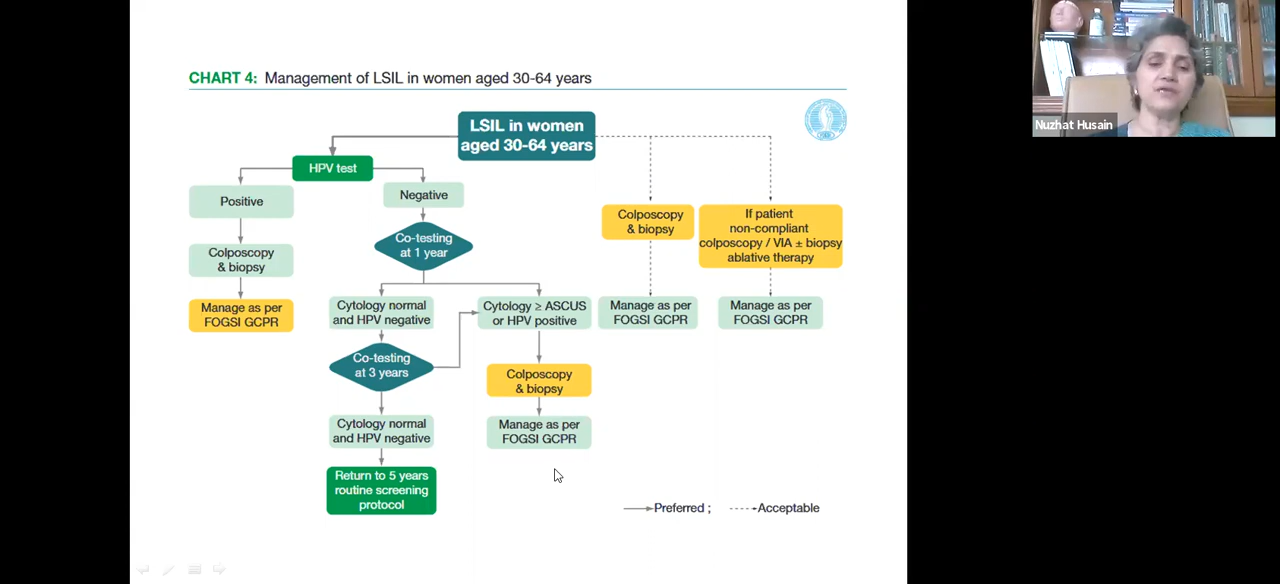 CHART 4: Management of LSIL in women aged 30-64 years
LSIL in women
aged 30-64 years
HPV test
Positive
Negative
Colposcopy
& biopsy
If patient
non-compliant
colposcopy / VIA ± biopsy
ablative therapy
Co-testing
at 1 year
Colposcopy
& biopsy
Manage as per
FOGSI GCPR
Cytology normal
and HPV negative
Cytology ≥ ASCUS
or HPV positive
Manage as per
FOGSI GCPR
Manage as per
FOGSI GCPR
Co-testing
at 3 years
Colposcopy
& biopsy
Cytology normal
and HPV negative
Manage as per
FOGSI GCPR
Return to 5 years
routine screening
protocol
Preferred ;
Acceptable
Nuzhat Husain